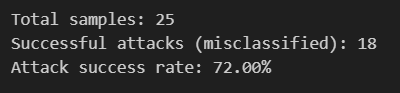 Total samples: 25
Successful attacks (misclassified): 18
Attack success rate: 72.00%